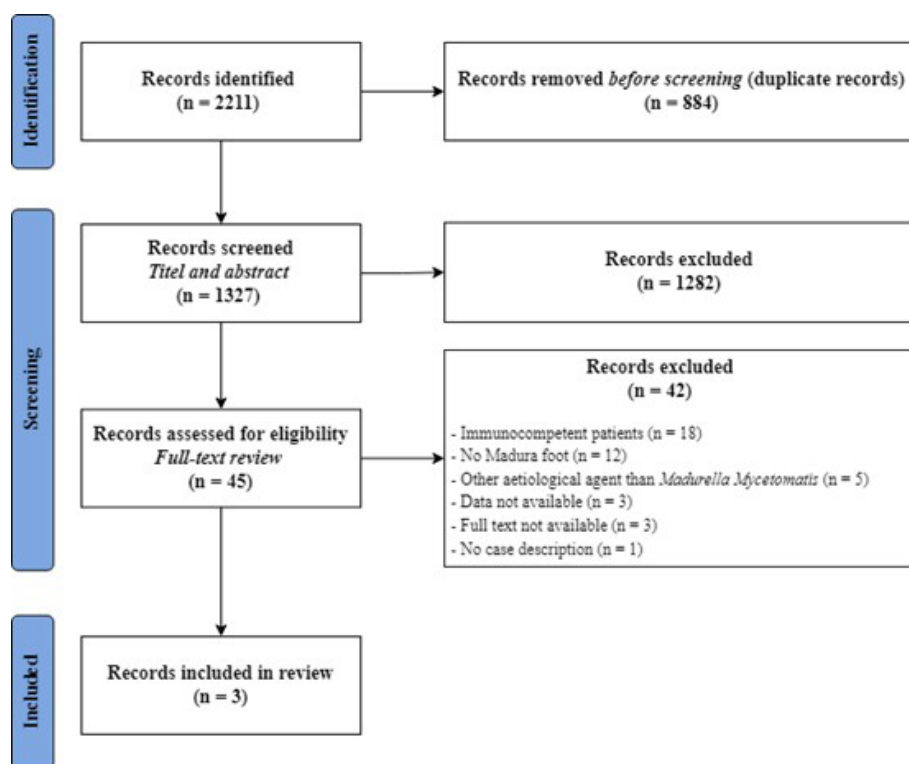 Identification
Records identified
(n = 2211)
Records removed before screening (duplicate records)
(n = 884)
Screening
Records screened
Titel and abstract
(n = 1327)
Records excluded
(n = 1282)
Records assessed for eligibility
Full-text review
(n = 45)
Records excluded
(n = 42)
- Immunocompetent patients (n = 18)
- No Madura foot (n = 12)
- Other aetiological agent than Madurella Mycetomatis (n = 5)
- Data not available (n = 3)
- Full text not available (n = 3)
- No case description (n = 1)
Included
Records included in review
(n = 3)